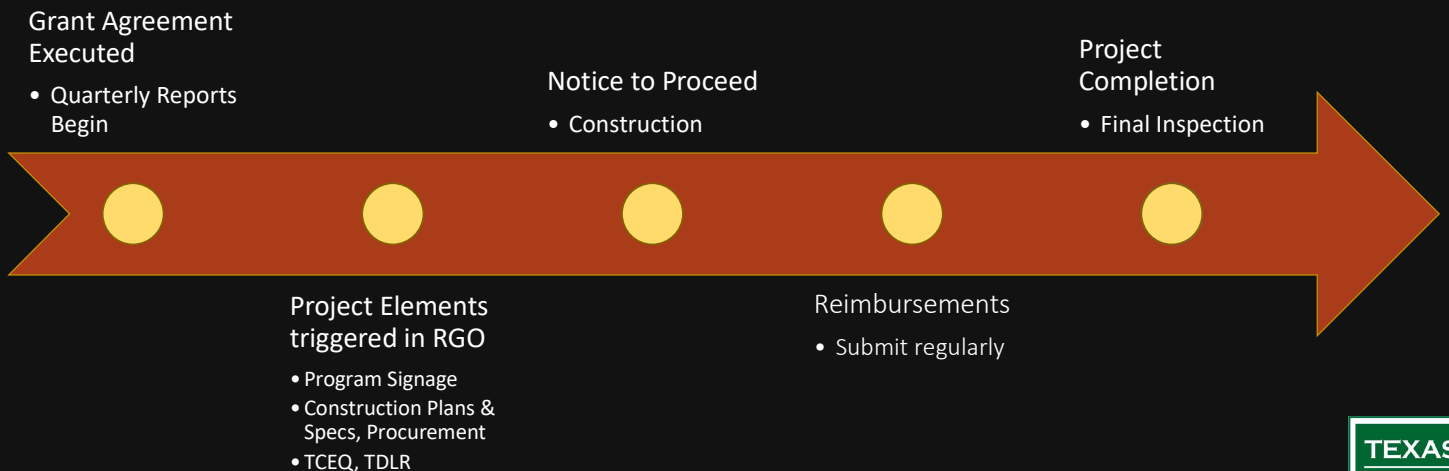 Grant Agreement
Executed
• Quarterly Reports
Begin
Project Elements
triggered in RGO
• Program Signage
• Construction Plans &
Specs, Procurement
• TCEQ, TDLR
Notice to Proceed
• Construction
Reimbursements
• Submit regularly
Project
Completion
• Final Inspection
TEXAS